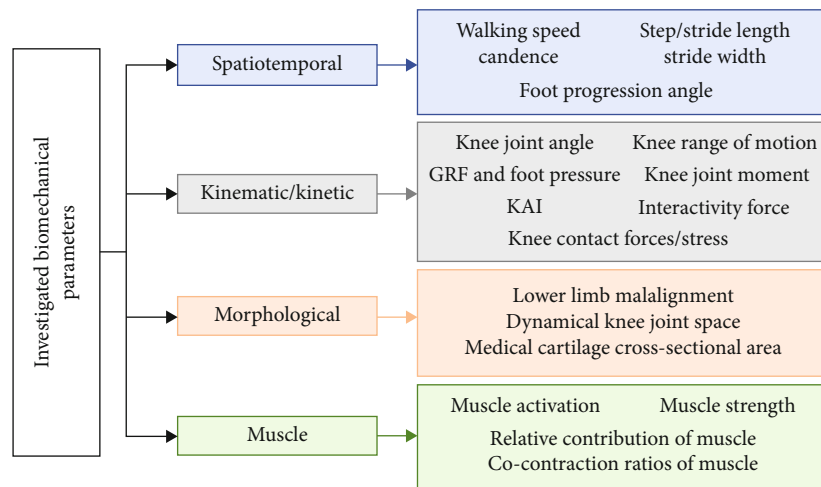 Investigated biomechanical
parameters
Spatiotemporal
Walking speed Step/stride length
candence stride width
Foot progression angle
Kinematic/kinetic
Knee joint angle Knee range of motion
GRF and foot pressure Knee joint moment
KAI Interactivity force
Knee contact forces/stress
Morphological
Lower limb malalignment
Dynamical knee joint space
Medical cartilage cross-sectional area
Muscle
Muscle activation Muscle strength
Relative contribution of muscle
Co-contraction ratios of muscle